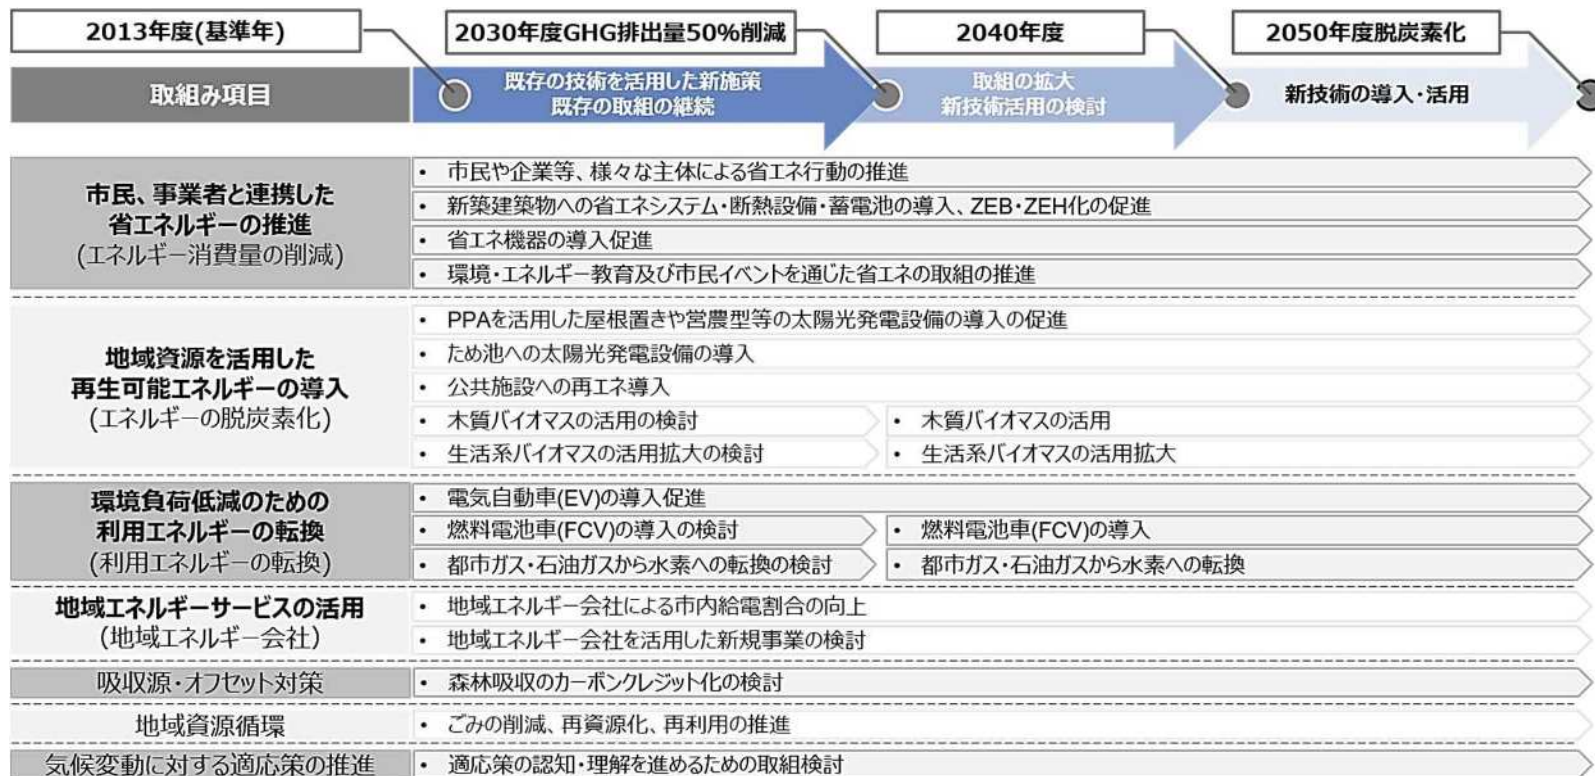 2013年度(基準年)
2030年度GHG排出量50%削減
2040年度
2050年度脱炭素化
取組み項目
既存の技術を活用した新施策
既存の取組の継続
取組の拡大
新技術活用の検討
新技術の導入・活用
市民、事業者と連携した
省エネルギーの推進
(エネルギー消費量の削減)
• 市民や企業等、様々な主体による省エネ行動の推進
• 新築建築物への省エネシステム・断熱設備・蓄電池の導入、ZEB・ZEH化の促進
• 省エネ機器の導入促進
• 環境・エネルギー教育及び市民イベントを通じた省エネの取組の推進
地域資源を活用した
再生可能エネルギーの導入
(エネルギーの脱炭素化)
• PPAを活用した屋根置きや営農型等の太陽光発電設備の導入の促進
• ため池への太陽光発電設備の導入
• 公共施設への再エネ導入
• 木質バイオマスの活用の検討
• 木質バイオマスの活用
• 生活系バイオマスの活用拡大の検討
• 生活系バイオマスの活用拡大
環境負荷低減のための
利用エネルギーの転換
(利用エネルギーの転換)
• 電気自動車(EV)の導入促進
• 燃料電池車(FCV)の導入の検討
• 燃料電池車(FCV)の導入
• 都市ガス・石油ガスから水素への転換の検討
• 都市ガス・石油ガスから水素への転換
地域エネルギーサービスの活用
(地域エネルギー会社)
• 地域エネルギー会社による市内給電割合の向上
• 地域エネルギー会社を活用した新規事業の検討
吸収源・オフセット対策
• 森林吸収のカーボンクレジット化の検討
地域資源循環
• ごみの削減、再資源化、再利用の推進
気候変動に対する適応策の推進
• 適応策の認知・理解を進めるための取組検討